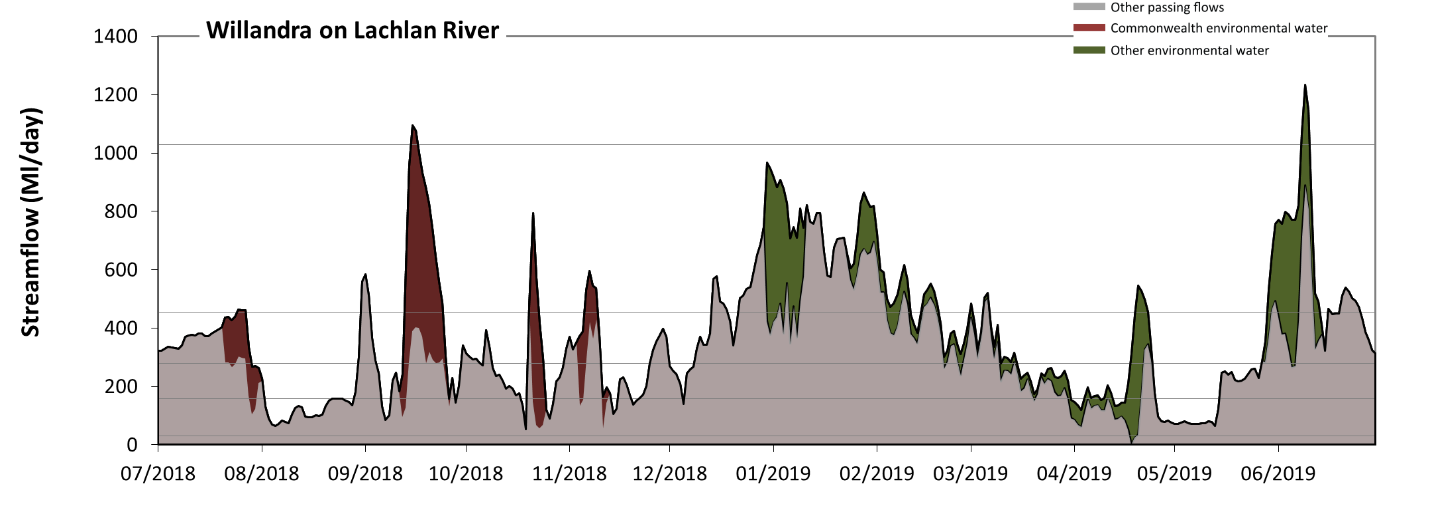 Other passing flows
Willandra on Lachlan River
Commonwealth environmental water
Other environmental water
Streamflow (Ml/day)
1400
1200
1000
800
600
400
200
0
07/2018 08/2018 09/2018 10/2018 11/2018 12/2018 01/2019 02/2019 03/2019 04/2019 05/2019 06/2019